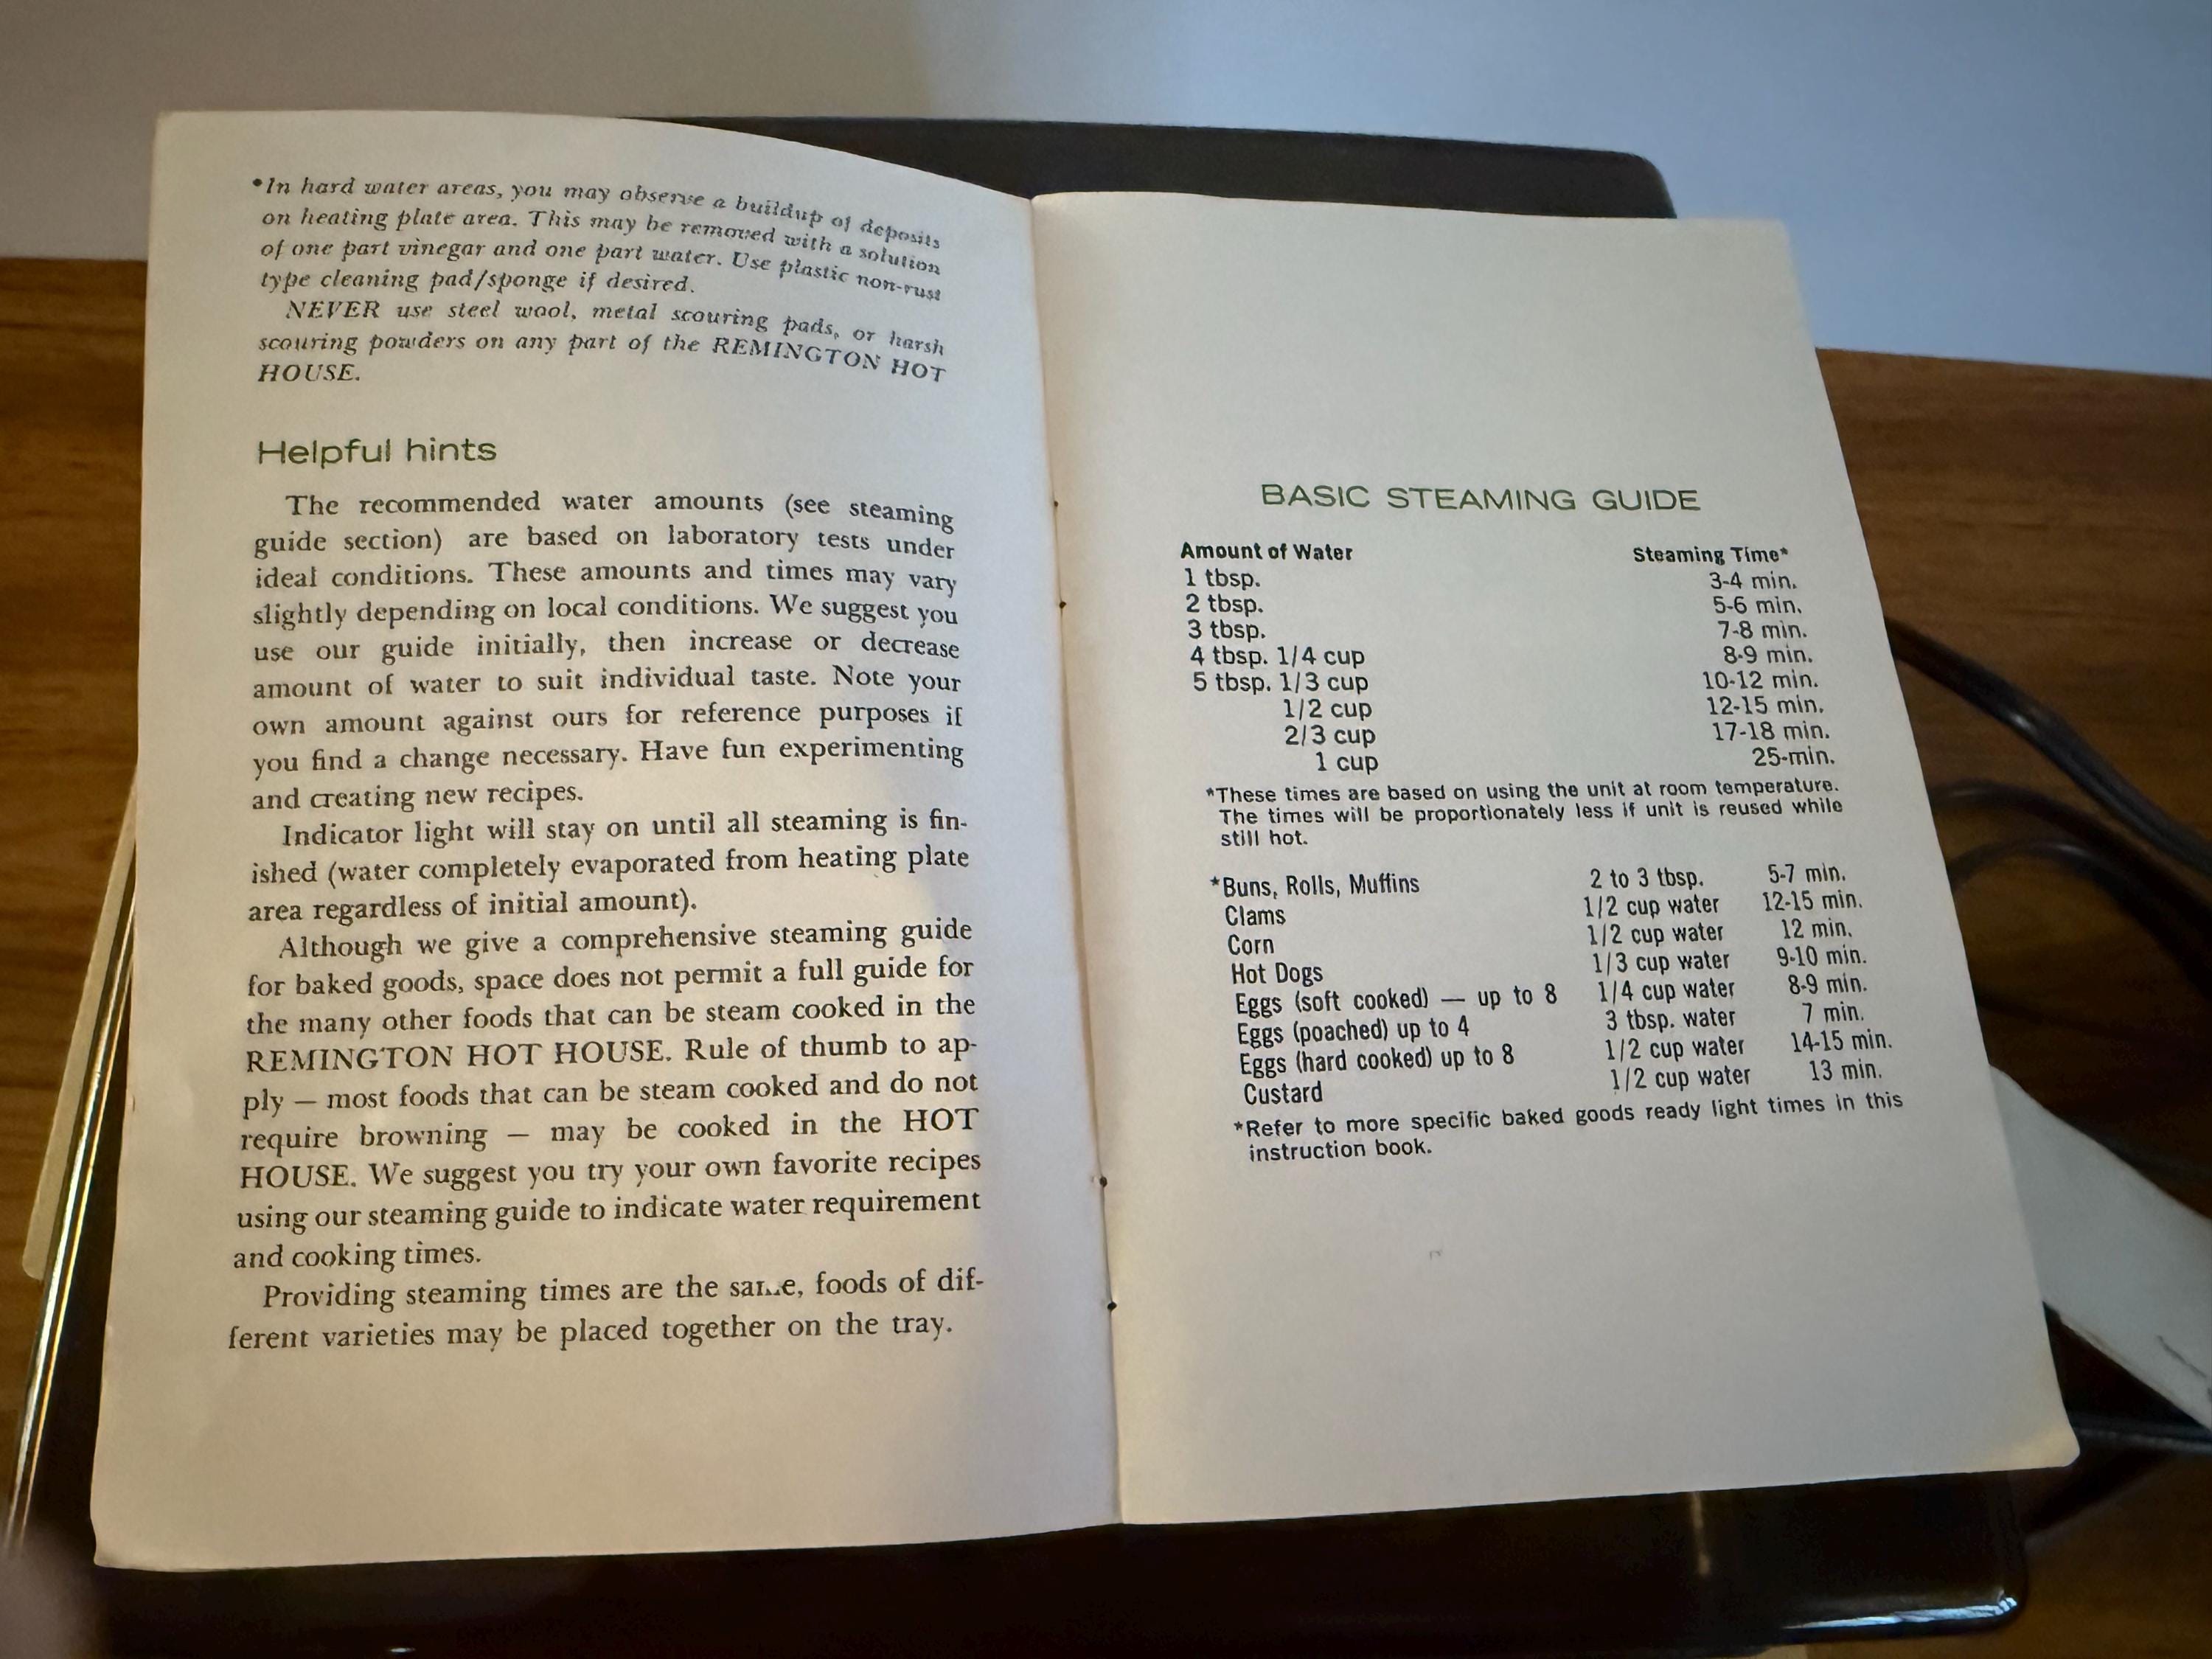 *In hard water areas, you may observe a buildup of deposits
on heating plate area. This may be removed with a solution
of one part vinegar and one part water. Use plastic non-rust
type cleaning pad/sponge if desired.
NEVER use steel wool, metal scouring pads, or harsh
scouring powders on any part of the REMINGTON HOT
HOUSE.
Helpful hints
The recommended water amounts (see steaming
guide section) are based on laboratory tests under
ideal conditions. These amounts and times may vary
slightly depending on local conditions. We suggest you
use our guide initially, then increase or decrease
amount of water to suit individual taste. Note your
own amount against ours for reference purposes if
you find a change necessary. Have fun experimenting
and creating new recipes.
Indicator light will stay on until all steaming is fin-
ished (water completely evaporated from heating plate
area regardless of initial amount).
Although we give a comprehensive steaming guide
for baked goods, space does not permit a full guide for
the many other foods that can be steam cooked in the
REMINGTON HOT HOUSE. Rule of thumb to ap-
ply — most foods that can be steam cooked and do not
require browning — may be cooked in the HOT
HOUSE. We suggest you try your own favorite recipes
using our steaming guide to indicate water requirement
and cooking times.
Providing steaming times are the same, foods of dif-
ferent varieties may be placed together on the tray.
BASIC STEAMING GUIDE
Amount of Water Steaming Time*
1 tbsp. 3-4 min.
2 tbsp. 5-6 min.
3 tbsp. 7-8 min.
4 tbsp. 1/4 cup 8-9 min.
5 tbsp. 1/3 cup 10-12 min.
1/2 cup 12-15 min.
2/3 cup 17-18 min.
1 cup 25-min.
*These times are based on using the unit at room temperature.
The times will be proportionately less if unit is reused while
still hot.
*Buns, Rolls, Muffins 2 to 3 tbsp. 5-7 min.
Clams 1/2 cup water 12-15 min.
Corn 1/2 cup water 12 min.
Hot Dogs 1/3 cup water 9-10 min.
Eggs (soft cooked) — up to 8 1/4 cup water 8-9 min.
Eggs (poached) up to 4 3 tbsp. water 7 min.
Eggs (hard cooked) up to 8 1/2 cup water 14-15 min.
Custard 1/2 cup water 13 min.
*Refer to more specific baked goods ready light times in this
instruction book.